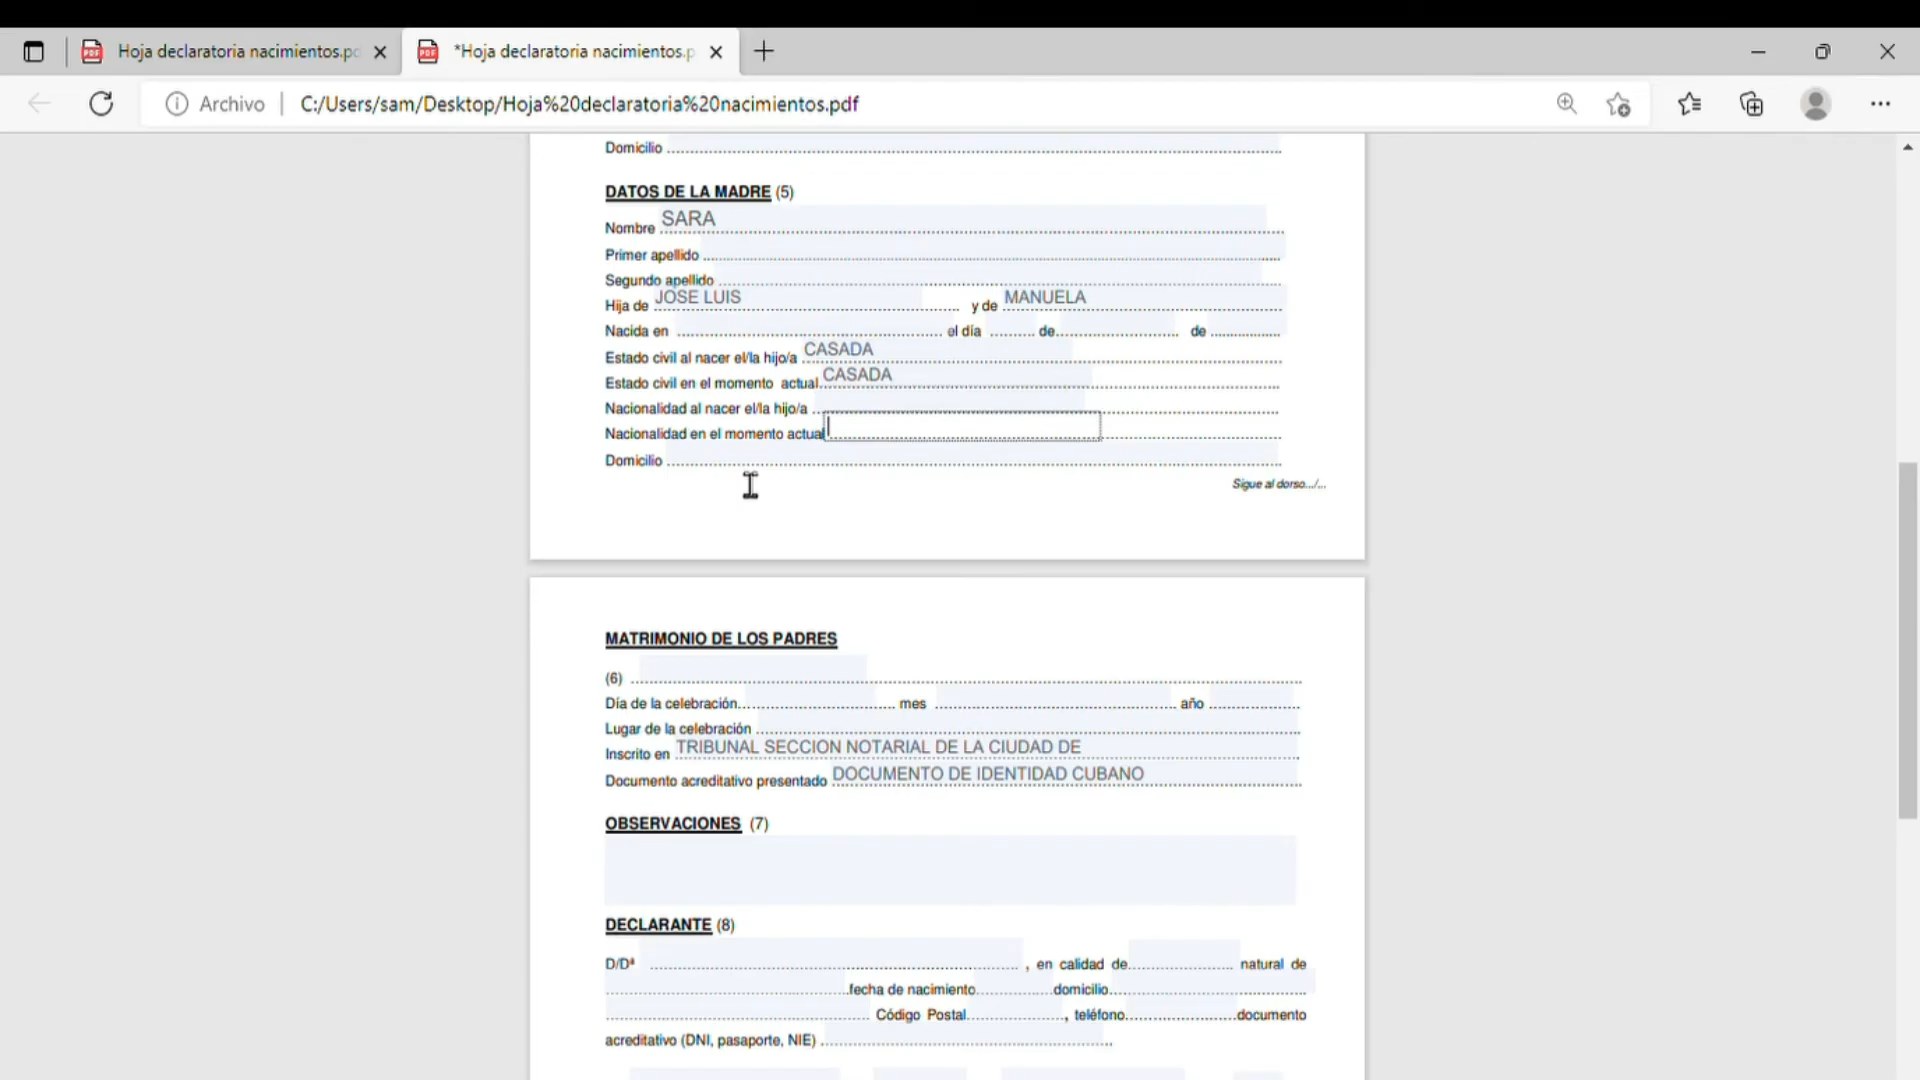 Hoja declaratoria nacimientos.pd
*Hoja declaratoria nacimientos.p
Archivo
C:/Users/sam/Desktop/Hoja%20declaratoria%20nacimientos.pdf
Domicilio
DATOS DE LA MADRE (5)
Nombre SARA
Primer apellido
Segundo apellido
Hija de JOSE LUIS y de MANUELA
Nacida en el día de de
Estado civil al nacer el/la hijo/a CASADA
Estado civil en el momento actual CASADA
Nacionalidad al nacer el/la hijo/a
Nacionalidad en el momento actual
Domicilio
Sigue al dorso.../...
MATRIMONIO DE LOS PADRES
(6)
Día de la celebración mes año
Lugar de la celebración
Inscrito en TRIBUNAL SECCION NOTARIAL DE LA CIUDAD DE
Documento acreditativo presentado DOCUMENTO DE IDENTIDAD CUBANO
OBSERVACIONES (7)
DECLARANTE (8)
D/Dª , en calidad de natural de
fecha de nacimiento domicilio
Código Postal , teléfono documento
acreditativo (DNI, pasaporte, NIE)